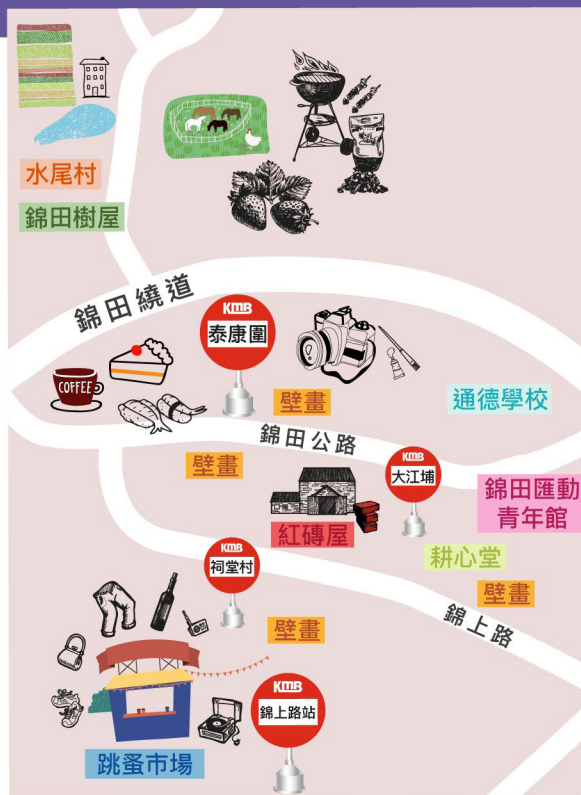 水尾村
錦田樹屋
錦田繞道
KMB
泰康圍
COFFEE
壁畫
通德學校
錦田公路
壁畫
KMB
大江埔
錦田匯動
青年館
紅磚屋
耕心堂
KMB
祠堂村
壁畫
錦上路
壁畫
KMB
錦上路站
跳蚤市場